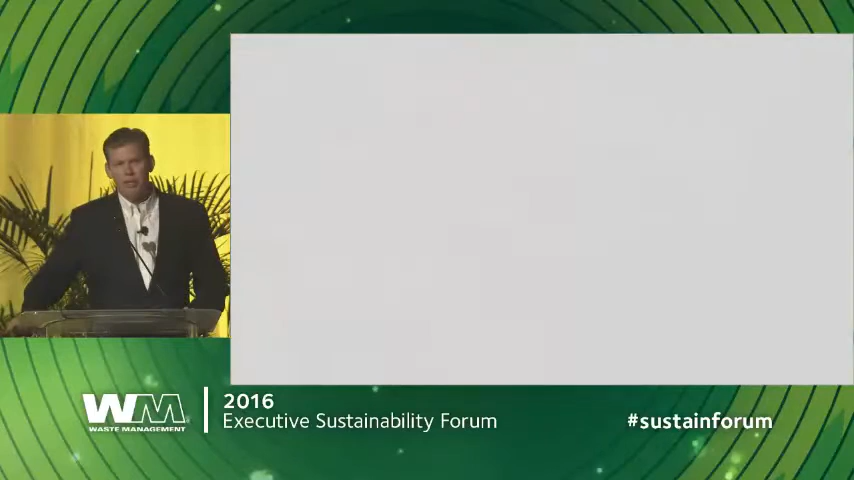 WM
WASTE MANAGEMENT
2016
Executive Sustainability Forum
#sustainforum